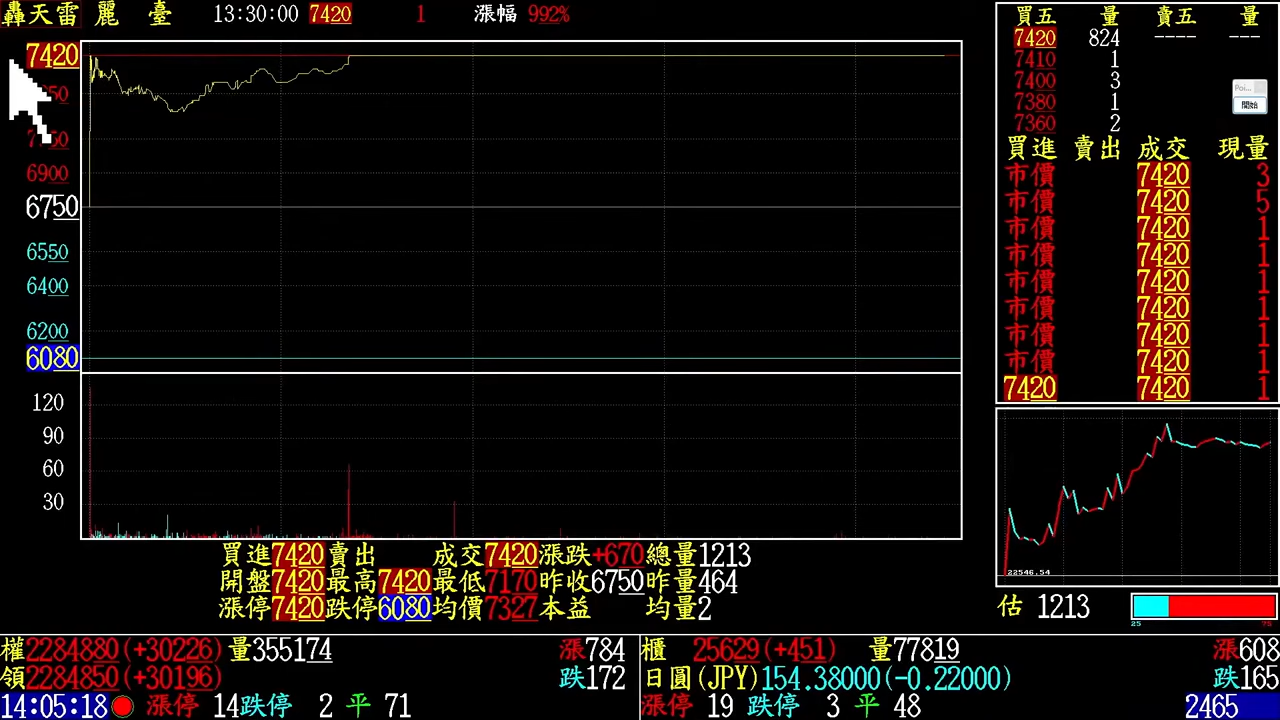 轟天雷 麗 臺 13:30:00 7420 1 漲幅 992%
7420
6900
6750
6550
6400
6200
6080
120
90
60
30
買五 量 賣五 量
7420 824 ---- ---
7410 1
7400 3
7380 1
7360 2
Poi...
開始
買進 賣出 成交 現量
市價 7420 3
市價 7420 5
市價 7420 1
市價 7420 1
市價 7420 1
市價 7420 1
市價 7420 1
市價 7420 1
7420 7420 1
22546.54
估 1213
25 75
買進7420賣出 成交7420漲跌+670總量1213
開盤7420最高7420最低7170昨收6750昨量464
漲停7420跌停6080均價7327本益 均量2
權2284880(+30226)量355174 漲784
領2284850(+30196) 跌172
14:05:18 漲停 14跌停 2 平 71
櫃 25629(+451) 量77819 漲608
日圓(JPY)154.38000(-0.22000) 跌165
漲停 19 跌停 3 平 48 2465